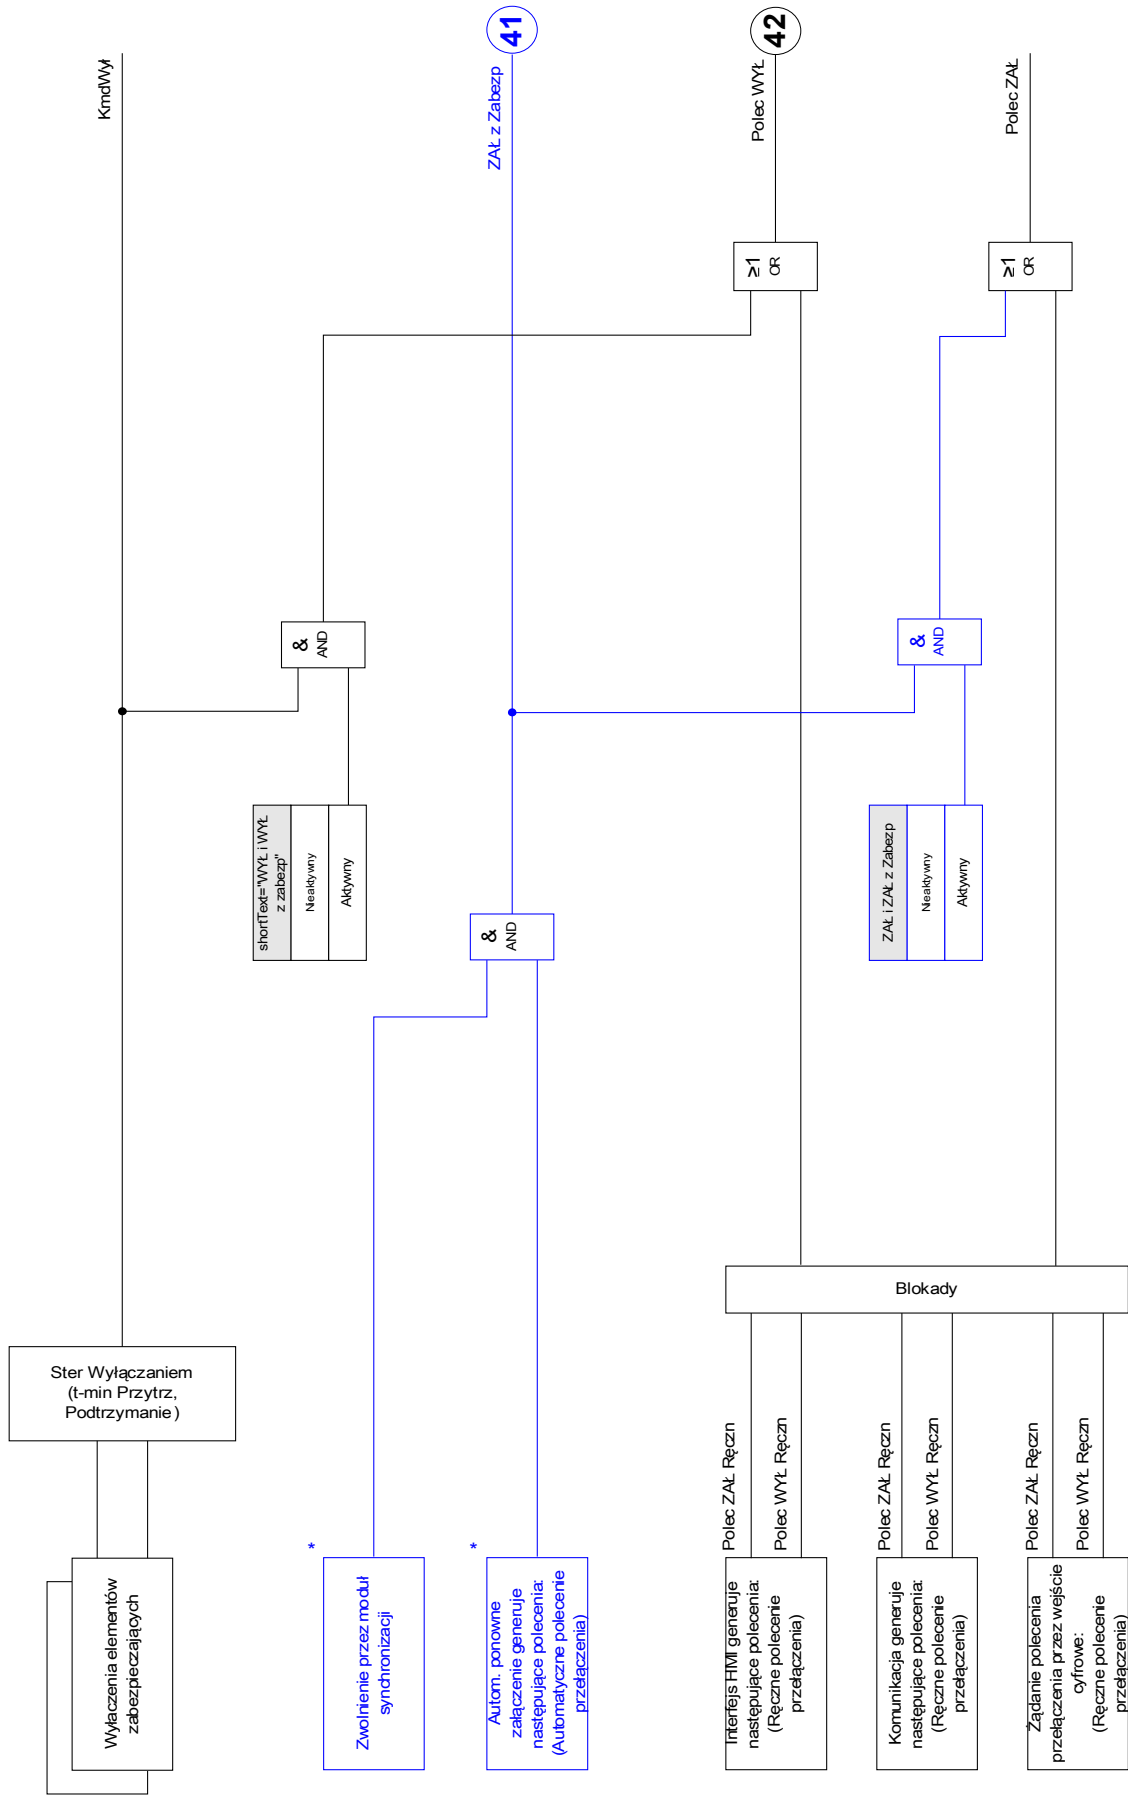 Wyłaczenia elementów
zabezpieczających
Ster Wyłączaniem
(t-min Przytrz,
Podtrzymanie)
KmdWył
shortText="WYŁ i WYŁ
z zabezp"
Nieaktywny
Aktywny
&
AND
*
Zwolnienie przez moduł
synchronizacji
*
Autom. ponowne
załączenie generuje
następujące polecenia:
(Automatyczne polecenie
przełączenia)
&
AND
ZAŁ z Zabezp
41
Interfejs HMI generuje
następujące polecenia:
(Ręczne polecenie
przełączenia)
Polec ZAŁ Ręczn
Polec WYŁ Ręczn
Blokady
≥1
OR
Polec WYŁ
42
Komunikacja generuje
następujące polecenia:
(Ręczne polecenie
przełączenia)
Polec ZAŁ Ręczn
Polec WYŁ Ręczn
ZAŁ i ZAŁ z Zabezp
Nieaktywny
Aktywny
&
AND
Żądanie polecenia
przełączenia przez wejście
cyfrowe:
(Ręczne polecenie
przełączenia)
Polec ZAŁ Ręczn
Polec WYŁ Ręczn
≥1
OR
Polec ZAŁ